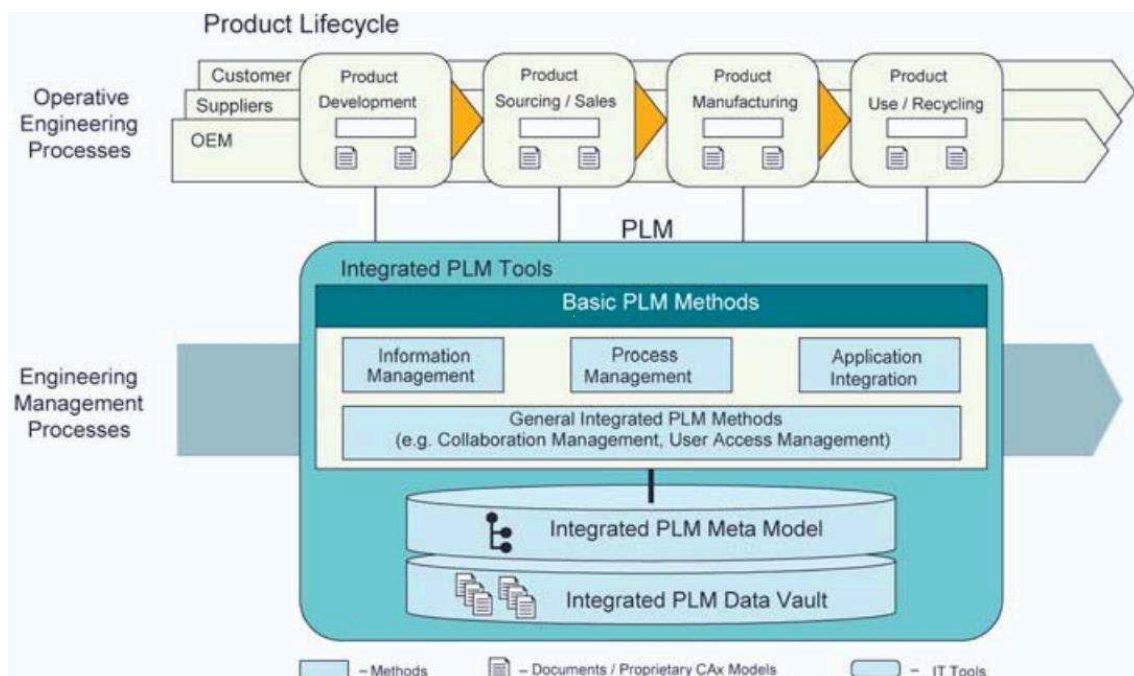 Product Lifecycle
Operative
Engineering
Processes
Customer
Suppliers
OEM
Product
Development
Product
Sourcing / Sales
Product
Manufacturing
Product
Use / Recycling
PLM
Integrated PLM Tools
Basic PLM Methods
Engineering
Management
Processes
Information
Management
Process
Management
Application
Integration
General Integrated PLM Methods
(e.g. Collaboration Management, User Access Management)
Integrated PLM Meta Model
Integrated PLM Data Vault
– Methods
– Documents / Proprietary CAx Models
– IT Tools